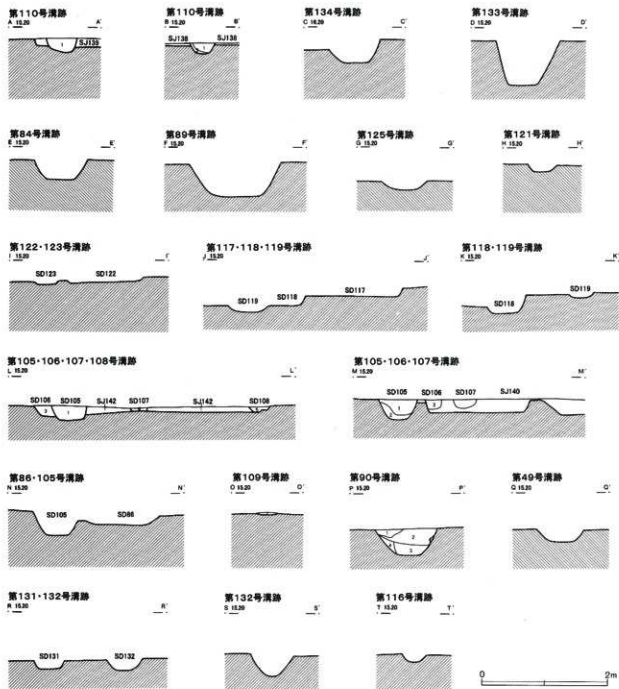 第110号溝跡
A 15.20 A'
1
SJ139
第110号溝跡
B 15.20 B'
SJ138 SJ138
1
第134号溝跡
C 15.20 C'
第133号溝跡
D 15.20 D'
第84号溝跡
E 15.20 E'
第89号溝跡
F 15.20 F'
第125号溝跡
G 15.20 G'
第121号溝跡
H 15.20 H'
第122・123号溝跡
I 15.20 I'
SD123 SD122
第117・118・119号溝跡
J 15.20 J'
SD119 SD118 SD117
第118・119号溝跡
K 15.20 K'
SD118 SD119
第105・106・107・108号溝跡
L 15.20 L'
SD106 SD105 SJ142 SD107 SJ142 SD108
3 1
第105・106・107号溝跡
M 15.20 M'
SD105 SD106 SD107 SJ140
1 3
2
第86・105号溝跡
N 15.20 N'
SD105 SD86
第109号溝跡
O 15.20 O'
第90号溝跡
P 15.20 P'
1 2
3
第49号溝跡
Q 15.20 Q'
第131・132号溝跡
R 15.20 R'
SD131 SD132
第132号溝跡
S 15.20 S'
第116号溝跡
T 15.20 T'
0 2m